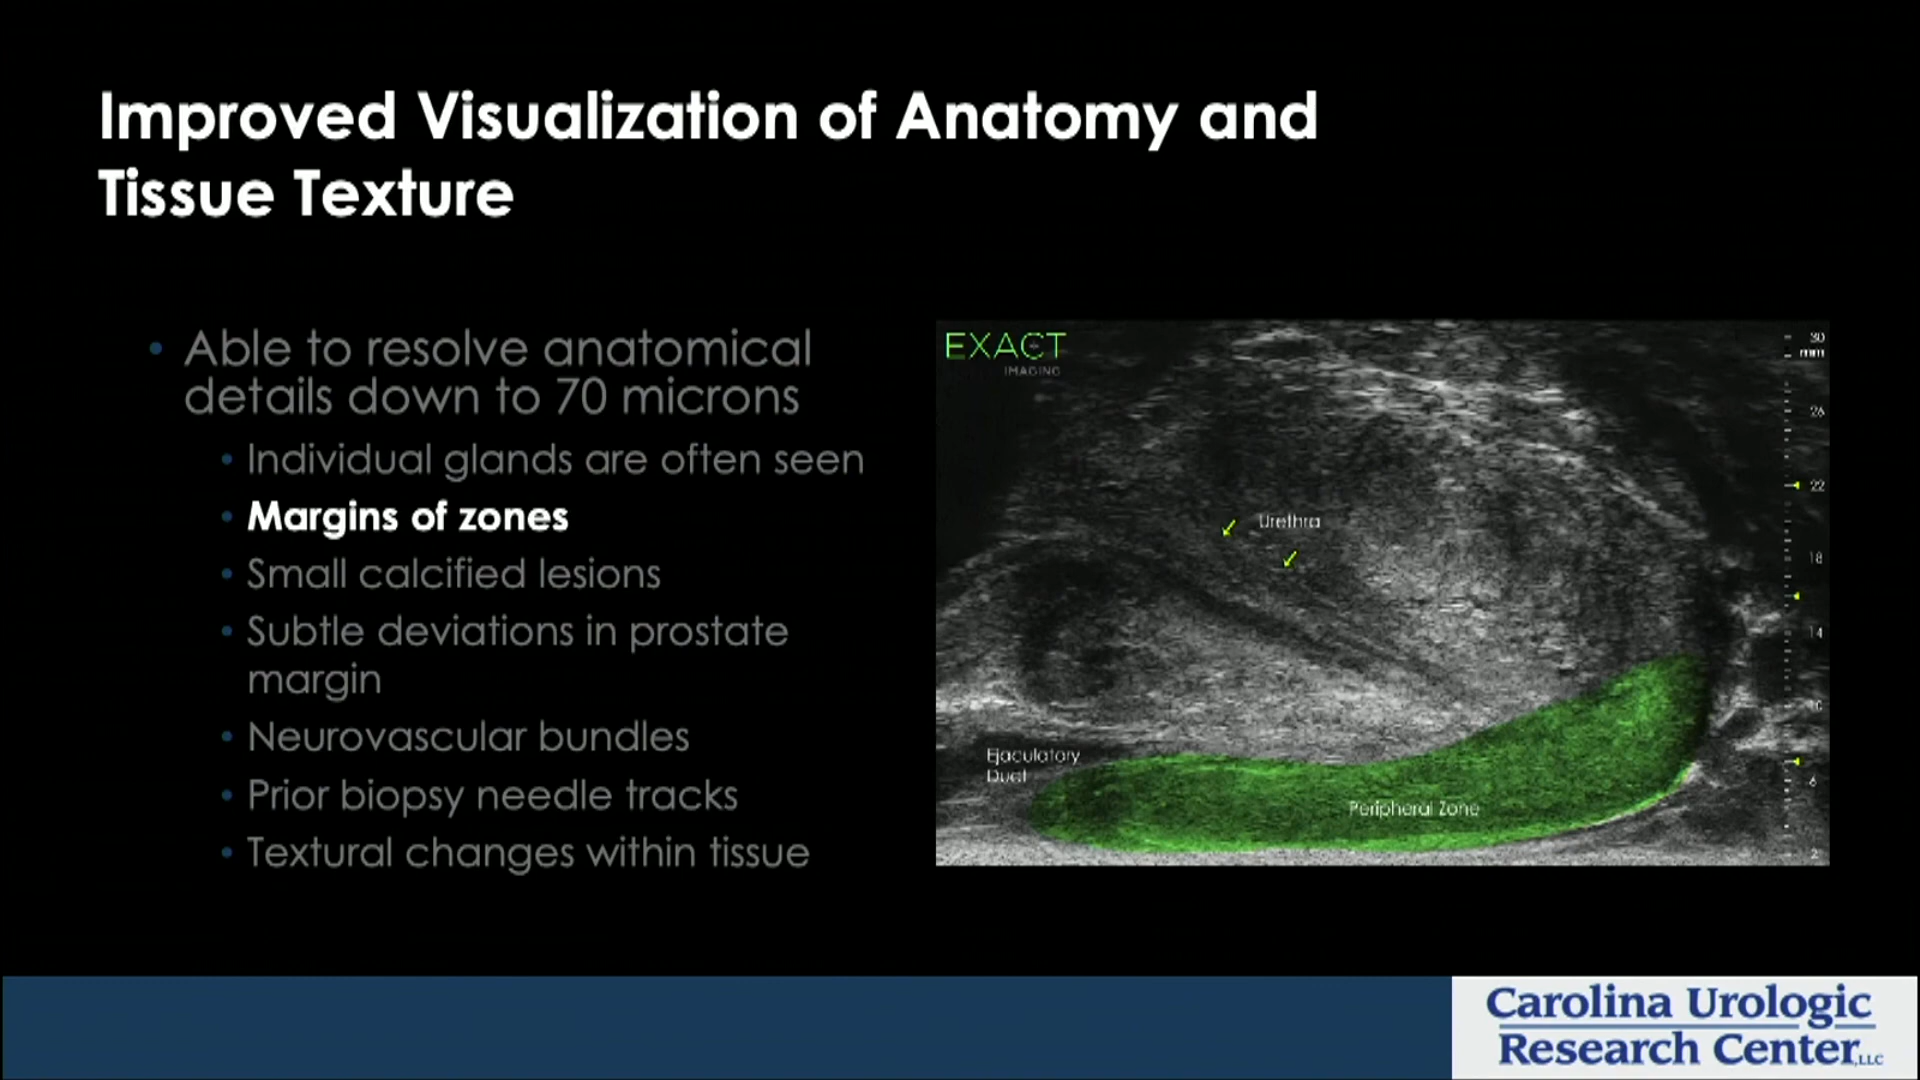 Improved Visualization of Anatomy and
Tissue Texture
• Able to resolve anatomical
details down to 70 microns
• Individual glands are often seen
• Margins of zones
• Small calcified lesions
• Subtle deviations in prostate
margin
• Neurovascular bundles
• Prior biopsy needle tracks
• Textural changes within tissue
EXACT
IMAGING
30
mm
26
22
18
14
10
6
2
Urethra
Ejaculatory
Duct
Peripheral Zone
Carolina Urologic
Research Center,LLC